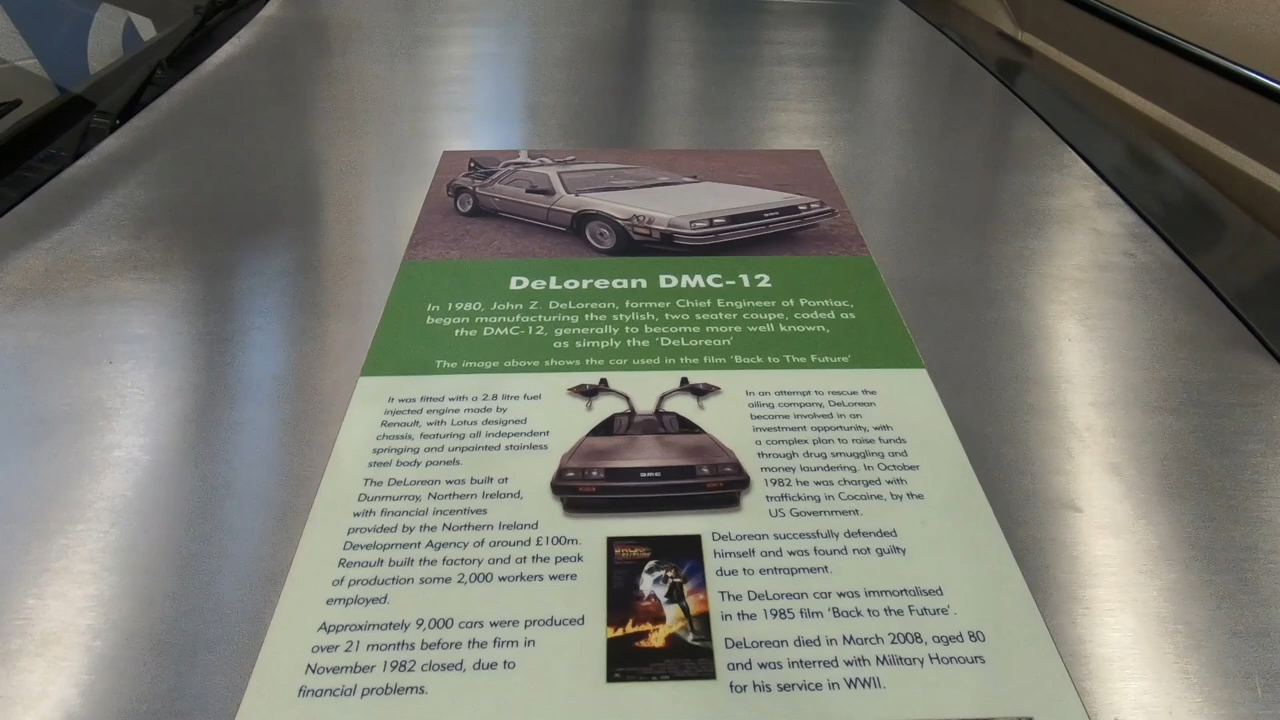 DeLorean DMC-12
In 1980, John Z. DeLorean, former Chief Engineer of Pontiac,
began manufacturing the stylish, two seater coupe, coded as
the DMC-12, generally to become more well known,
as simply the 'DeLorean'
The image above shows the car used in the film 'Back to The Future'
It was fitted with a 2.8 litre fuel
injected engine made by
Renault, with Lotus designed
chassis, featuring all independent
springing and unpainted stainless
steel body panels.
The DeLorean was built at
Dunmurray, Northern Ireland,
with financial incentives
provided by the Northern Ireland
Development Agency of around £100m.
Renault built the factory and at the peak
of production some 2,000 workers were
employed.
Approximately 9,000 cars were produced
over 21 months before the firm in
November 1982 closed, due to
financial problems.
DMC
BACK TO THE FUTURE
In an attempt to rescue the
ailing company, DeLorean
became involved in an
investment opportunity, with
a complex plan to raise funds
through drug smuggling and
money laundering. In October
1982 he was charged with
trafficking in Cocaine, by the
US Government.
DeLorean successfully defended
himself and was found not guilty
due to entrapment.
The DeLorean car was immortalised
in the 1985 film 'Back to the Future'.
DeLorean died in March 2008, aged 80
and was interred with Military Honours
for his service in WWII.